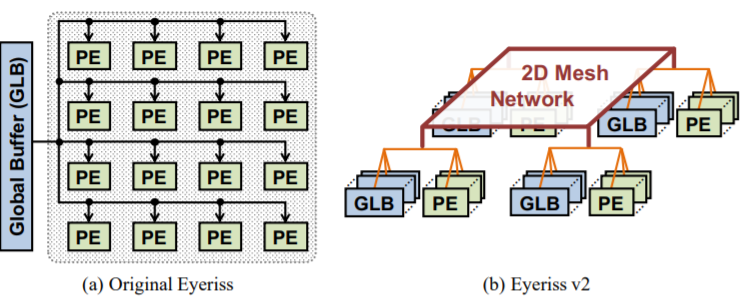 Global Buffer (GLB)
PE PE PE PE
PE PE PE PE
PE PE PE PE
PE PE PE PE
(a) Original Eyeriss
2D Mesh
Network
GLB PE GLB PE
GLB PE GLB PE
(b) Eyeriss v2